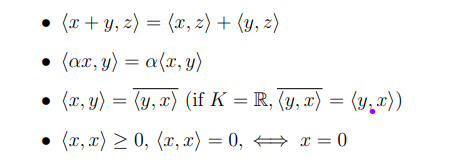 • ⟨x + y, z⟩ = ⟨x, z⟩ + ⟨y, z⟩
• ⟨αx, y⟩ = α⟨x, y⟩
• ⟨x, y⟩ = \overline{⟨y, x⟩} (if K = ℝ, \overline{⟨y, x⟩} = ⟨y, x⟩)
• ⟨x, x⟩ ≥ 0, ⟨x, x⟩ = 0, ⟺ x = 0